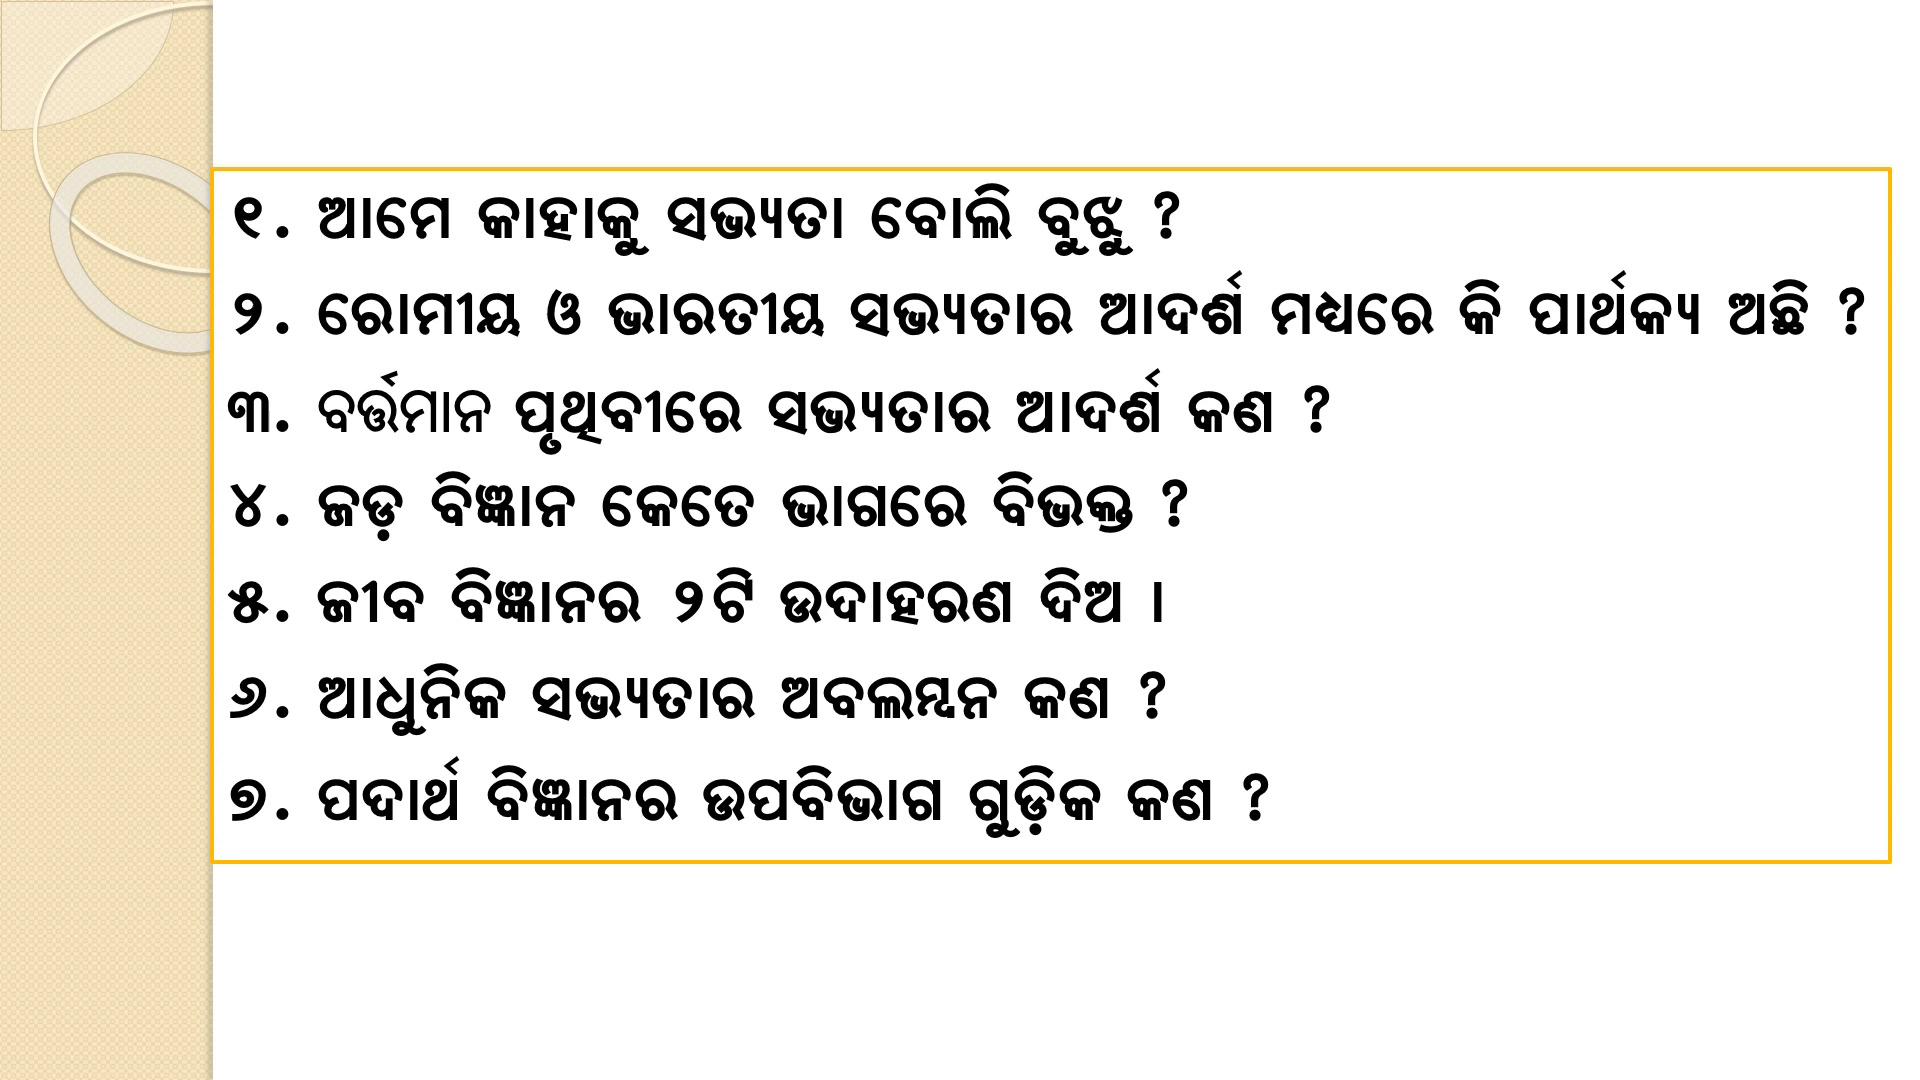 ୧. ଆମେ କାହାକୁ ସଭ୍ୟତା ବୋଲି ବୁଝୁ ?
୨. ରୋମୀୟ ଓ ଭାରତୀୟ ସଭ୍ୟତାର ଆଦର୍ଶ ମଧ୍ୟରେ କି ପାର୍ଥକ୍ୟ ଅଛି ?
୩. ବର୍ତ୍ତମାନ ପୃଥିବୀରେ ସଭ୍ୟତାର ଆଦର୍ଶ କଣ ?
୪. ଜଡ଼ ବିଜ୍ଞାନ କେତେ ଭାଗରେ ବିଭକ୍ତ ?
୫. ଜୀବ ବିଜ୍ଞାନର ୨ଟି ଉଦାହରଣ ଦିଅ ।
୬. ଆଧୁନିକ ସଭ୍ୟତାର ଅବଲମ୍ବନ କଣ ?
୭. ପଦାର୍ଥ ବିଜ୍ଞାନର ଉପବିଭାଗ ଗୁଡ଼ିକ କଣ ?